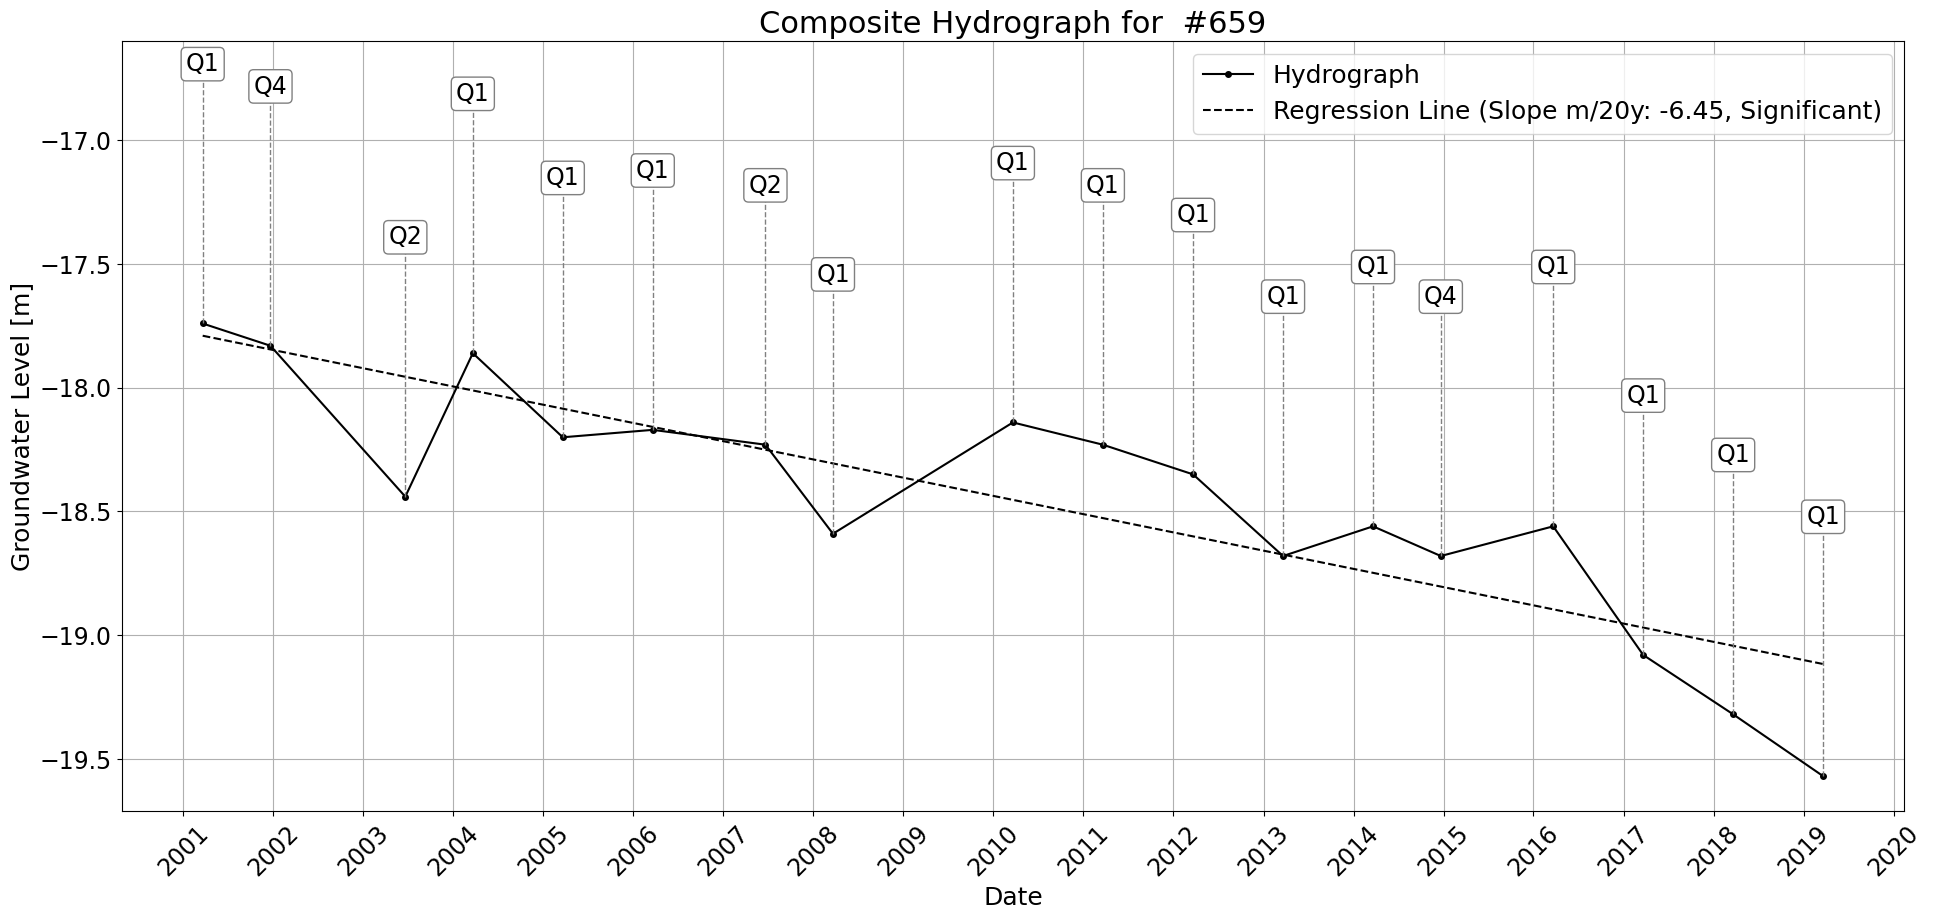 Composite Hydrograph for  #659
Hydrograph
Regression Line (Slope m/20y: -6.45, Significant)
Q1
Q4
Q2
Q1
Q1
Q1
Q2
Q1
Q1
Q1
Q1
Q1
Q1
Q4
Q1
Q1
Q1
Q1
Groundwater Level [m]
−17.0
−17.5
−18.0
−18.5
−19.0
−19.5
2001
2002
2003
2004
2005
2006
2007
2008
2009
2010
2011
2012
2013
2014
2015
2016
2017
2018
2019
2020
Date